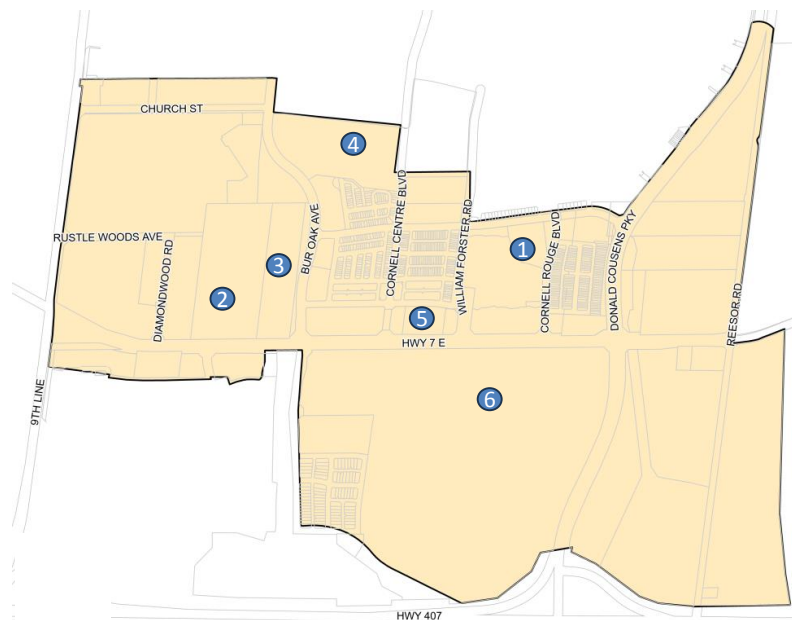 CHURCH ST
4
CORNELL CENTRE BLVD
RUSTLE WOODS AVE
DIAMONDWOOD RD
BUR OAK AVE
3
2
WILLIAM FORSTER RD
1
CORNELL ROUGE BLVD
DONALD COUSENS PKY
REESOR RD
5
HWY 7 E
9TH LINE
6
HWY 407